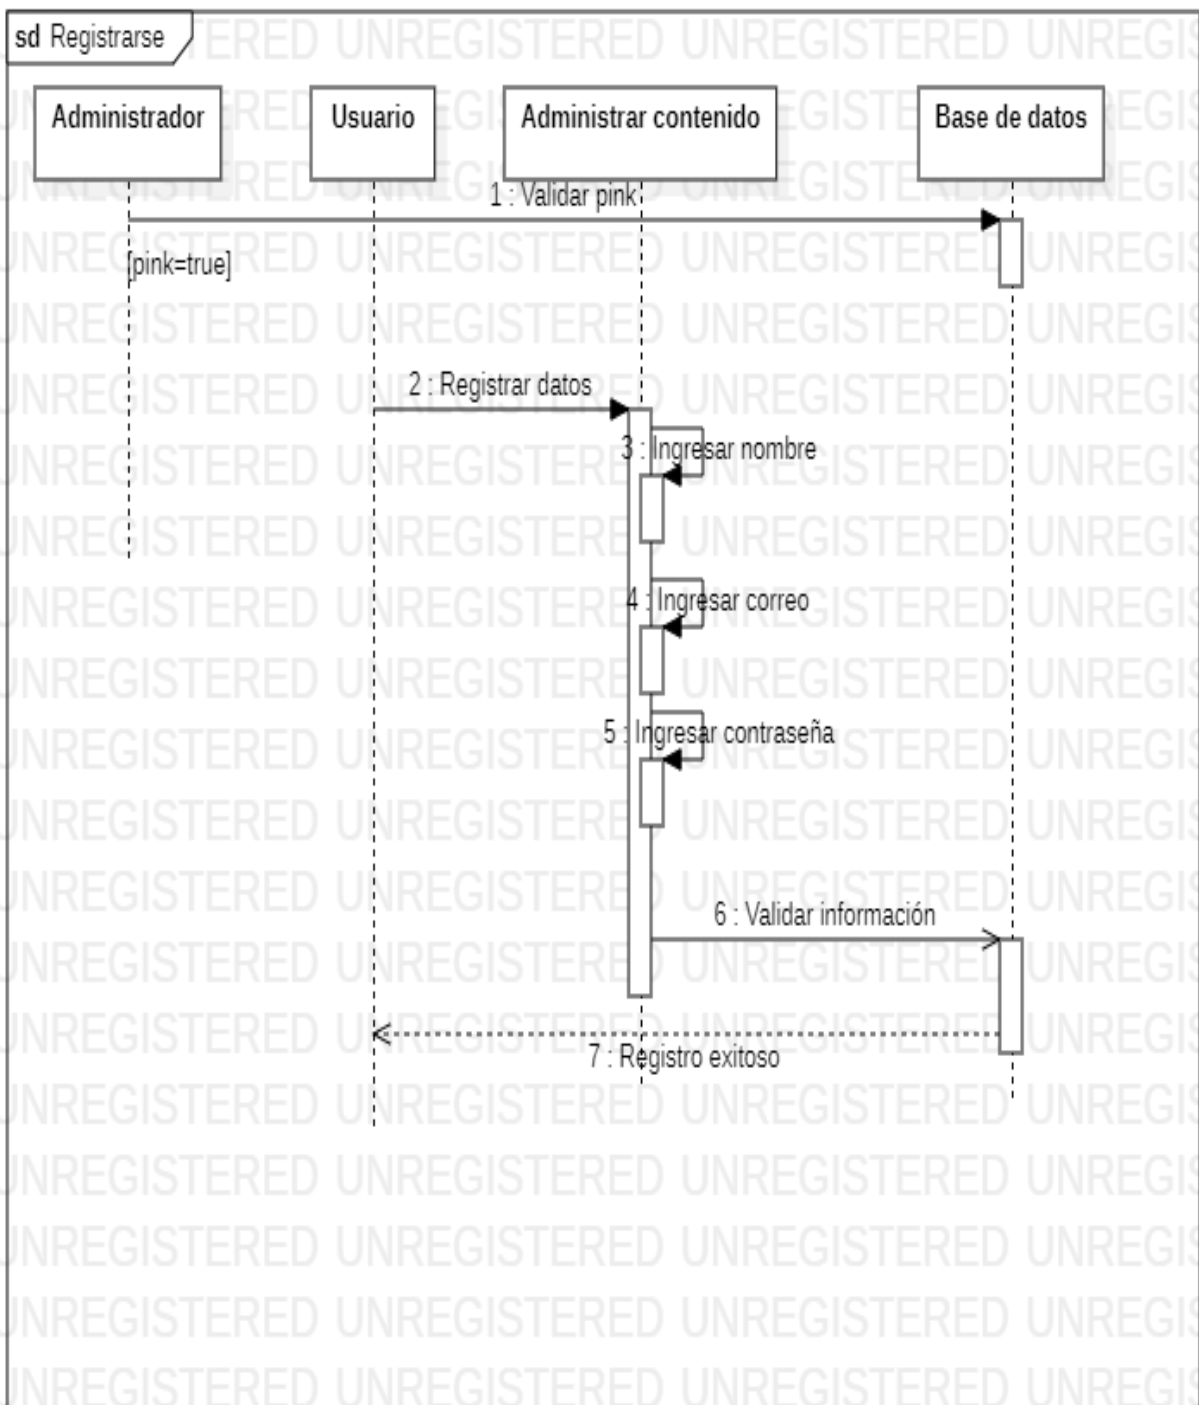 sd Registrarse
Administrador
Usuario
Administrar contenido
Base de datos
1 : Validar pink
[pink=true]
2 : Registrar datos
3 : Ingresar nombre
4 : Ingresar correo
5 : Ingresar contraseña
6 : Validar información
7 : Registro exitoso
UNREGISTERED